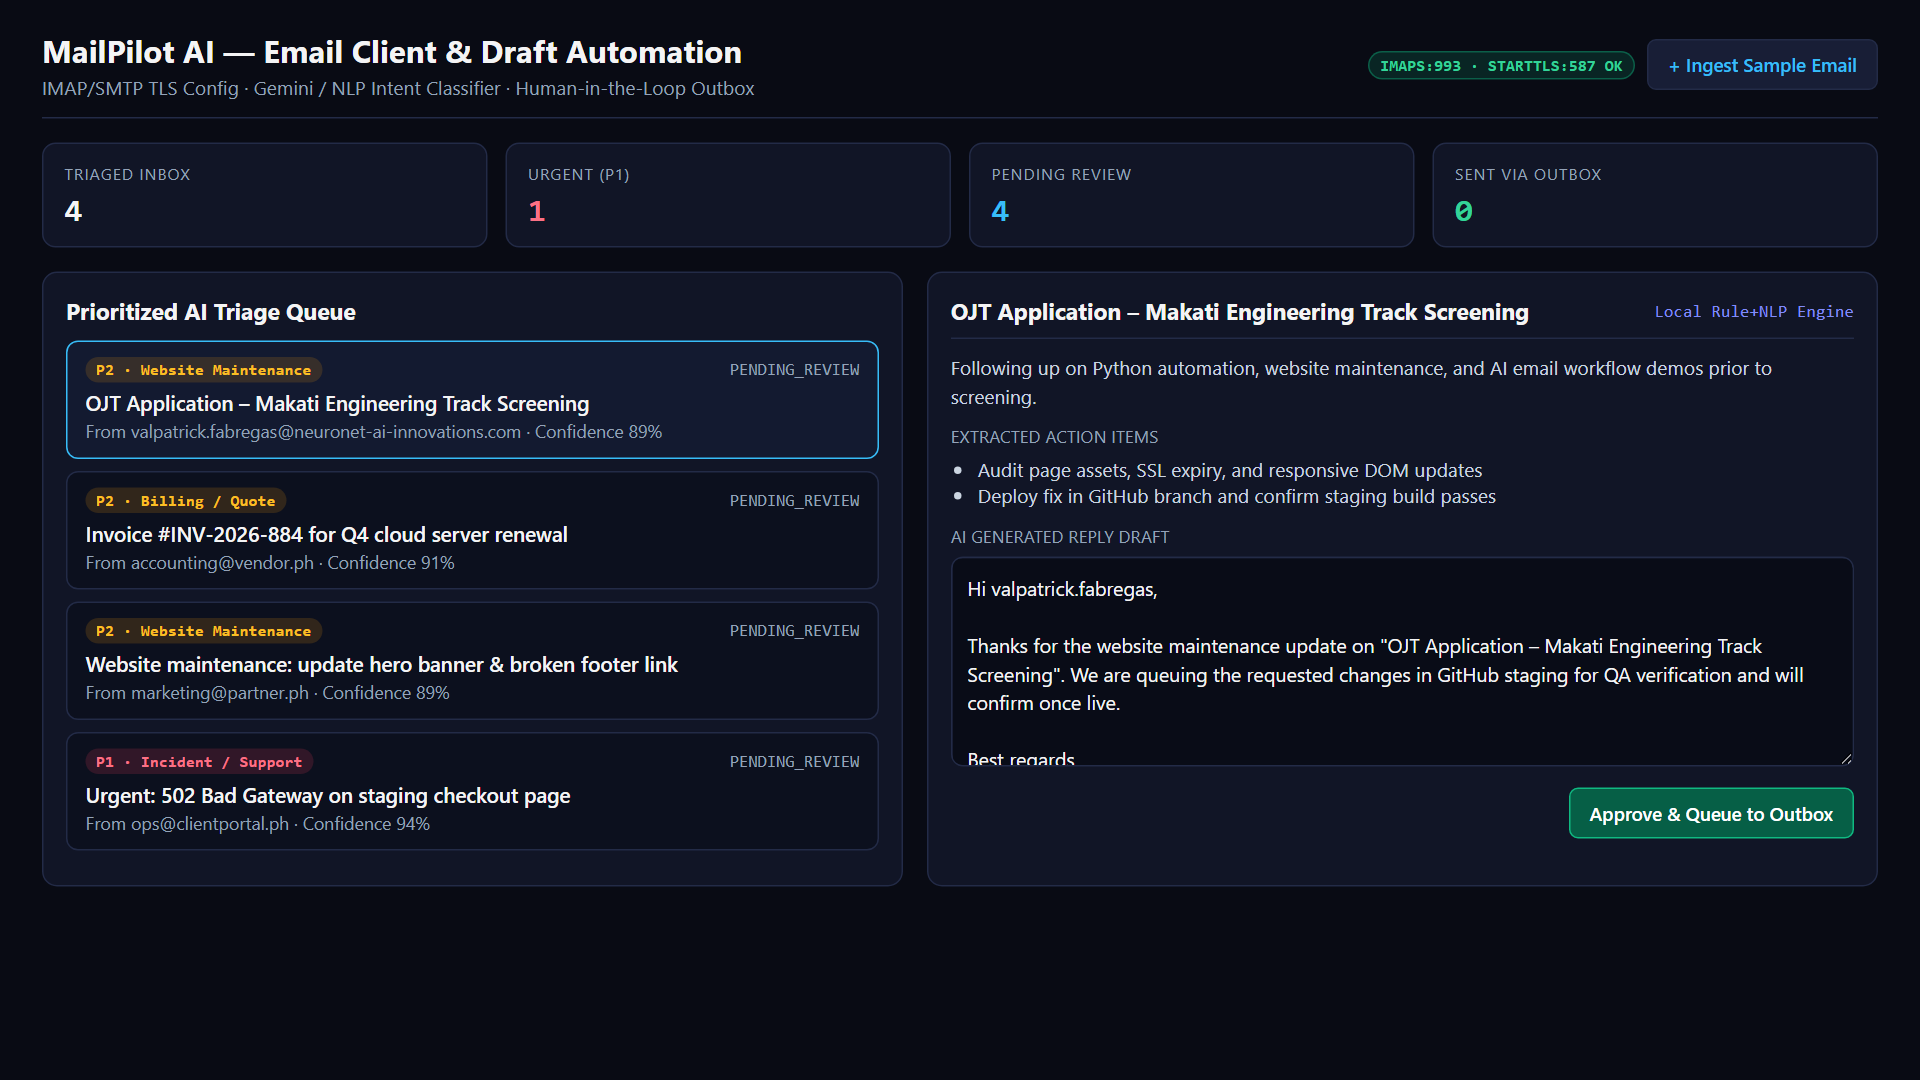 MailPilot AI — Email Client & Draft Automation
IMAP/SMTP TLS Config · Gemini / NLP Intent Classifier · Human-in-the-Loop Outbox
IMAPS:993 · STARTTLS:587 OK
+ Ingest Sample Email
TRIAGED INBOX
4
URGENT (P1)
1
PENDING REVIEW
4
SENT VIA OUTBOX
0
Prioritized AI Triage Queue
P2 · Website Maintenance
PENDING_REVIEW
OJT Application – Makati Engineering Track Screening
From valpatrick.fabregas@neuronet-ai-innovations.com · Confidence 89%
P2 · Billing / Quote
PENDING_REVIEW
Invoice #INV-2026-884 for Q4 cloud server renewal
From accounting@vendor.ph · Confidence 91%
P2 · Website Maintenance
PENDING_REVIEW
Website maintenance: update hero banner & broken footer link
From marketing@partner.ph · Confidence 89%
P1 · Incident / Support
PENDING_REVIEW
Urgent: 502 Bad Gateway on staging checkout page
From ops@clientportal.ph · Confidence 94%
OJT Application – Makati Engineering Track Screening
Local Rule+NLP Engine
Following up on Python automation, website maintenance, and AI email workflow demos prior to
screening.
EXTRACTED ACTION ITEMS
• Audit page assets, SSL expiry, and responsive DOM updates
• Deploy fix in GitHub branch and confirm staging build passes
AI GENERATED REPLY DRAFT
Hi valpatrick.fabregas,
Thanks for the website maintenance update on "OJT Application – Makati Engineering Track
Screening". We are queuing the requested changes in GitHub staging for QA verification and will
confirm once live.
Best regards
Approve & Queue to Outbox